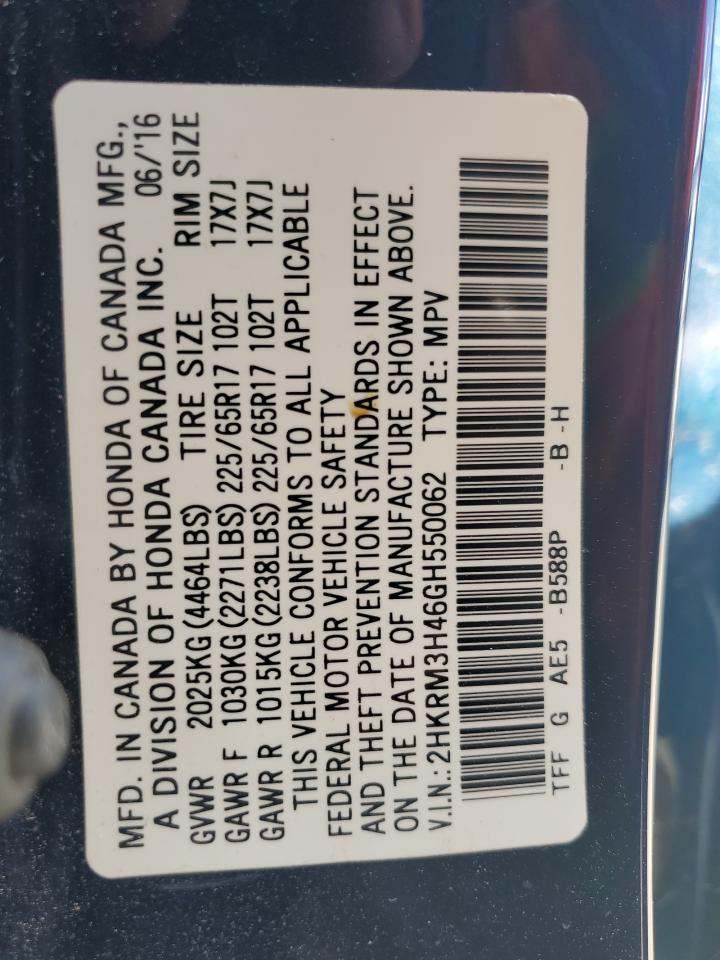 MFD. IN CANADA BY HONDA OF CANADA MFG.,
A DIVISION OF HONDA CANADA INC. 06/'16
GVWR 2025KG(4464LBS) TIRE SIZE RIM SIZE
GAWR F 1030KG(2271LBS) 225/65R17 102T 17X7J
GAWR R 1015KG(2238LBS) 225/65R17 102T 17X7J
THIS VEHICLE CONFORMS TO ALL APPLICABLE
FEDERAL MOTOR VEHICLE SAFETY
AND THEFT PREVENTION STANDARDS IN EFFECT
ON THE DATE OF MANUFACTURE SHOWN ABOVE.
V.I.N.:2HKRM3H46GH550062 TYPE: MPV
TFF G AE5 -B588P -B -H